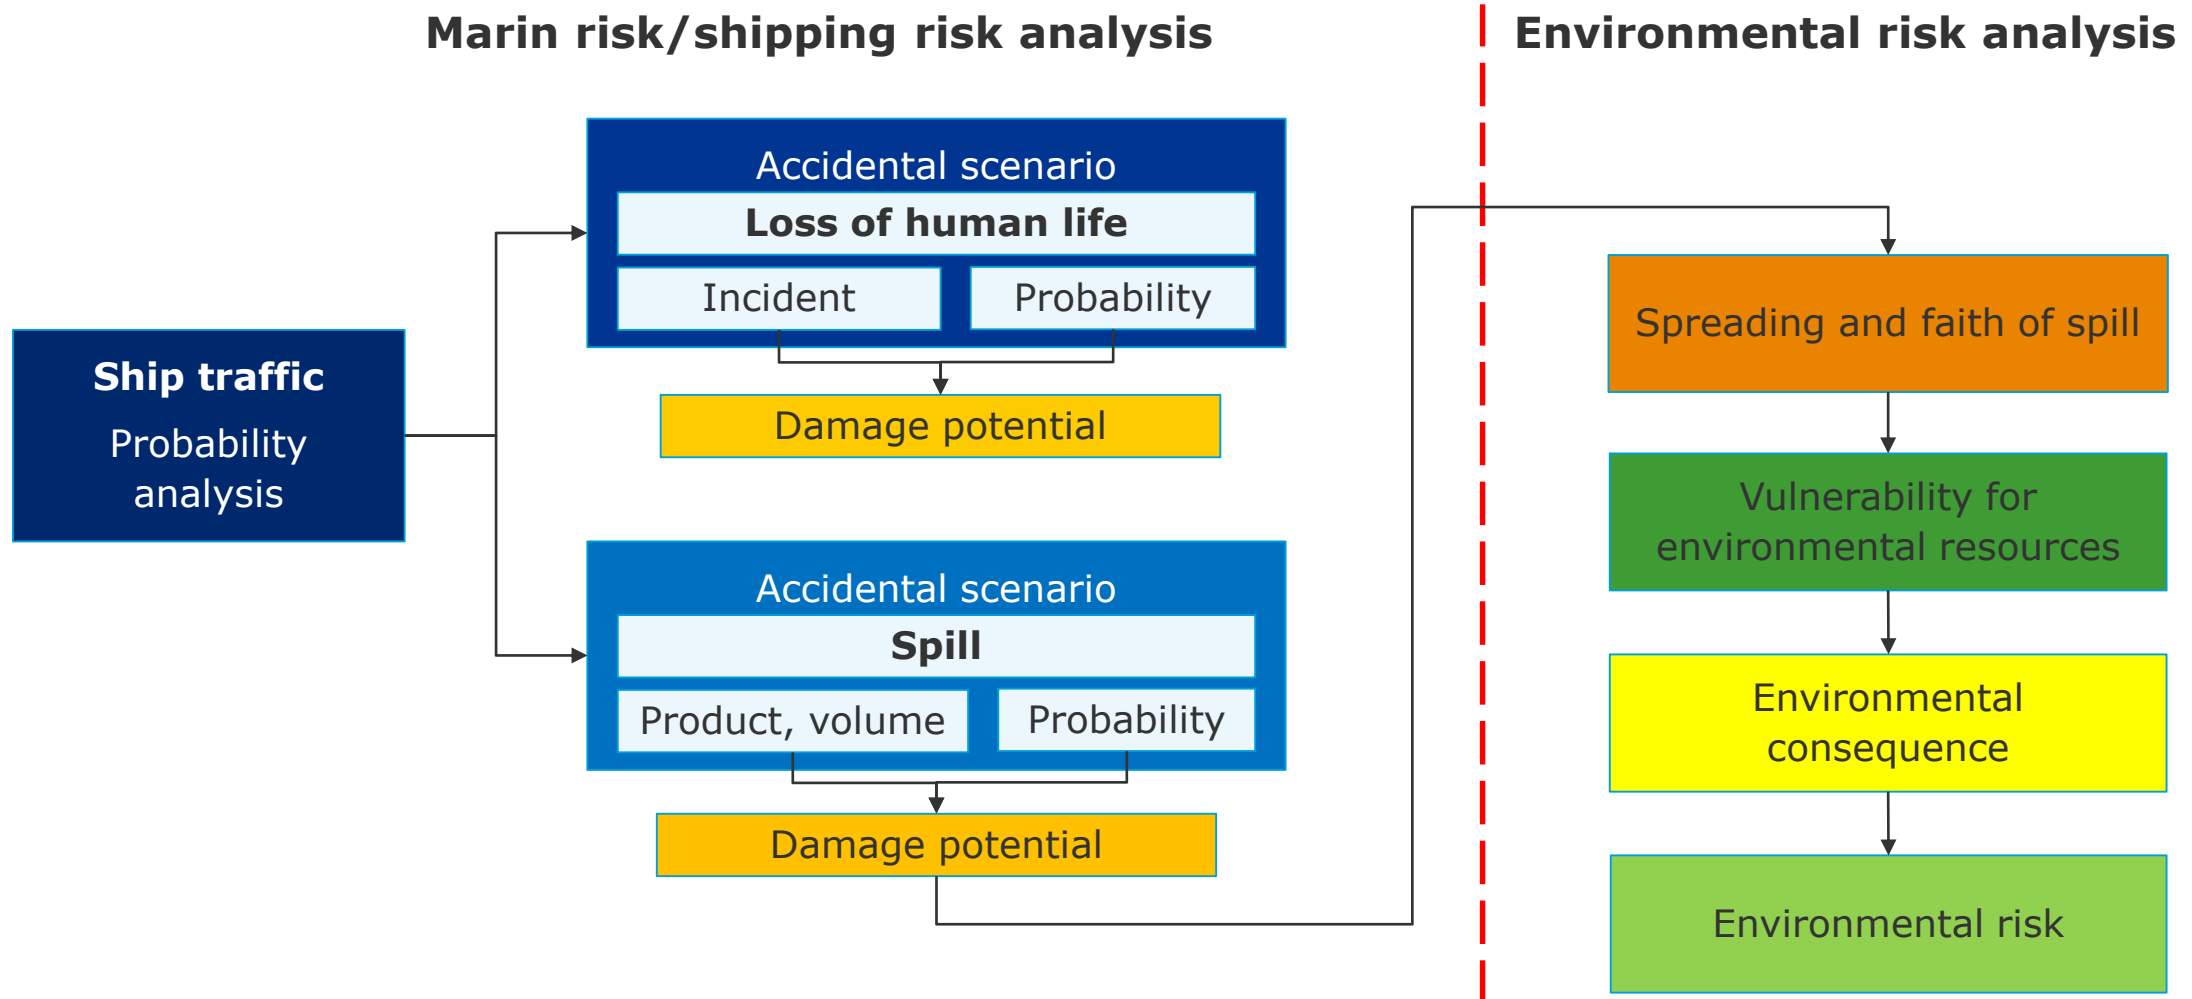 Marin risk/shipping risk analysis
Environmental risk analysis
Ship traffic
Probability
analysis
Accidental scenario
Loss of human life
Incident
Probability
Damage potential
Accidental scenario
Spill
Product, volume
Probability
Damage potential
Spreading and faith of spill
Vulnerability for
environmental resources
Environmental
consequence
Environmental risk